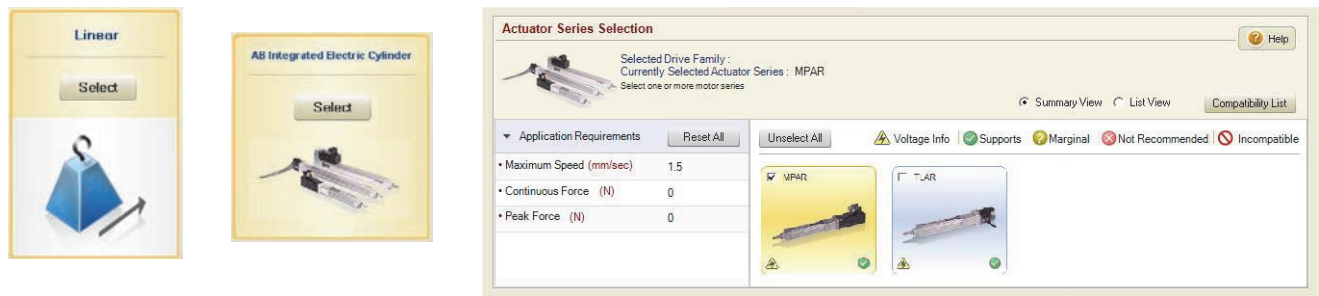 Linear
Select
AB Integrated Electric Cylinder
Select
Actuator Series Selection
Help
Selected Drive Family :
Currently Selected Actuator Series : MPAR
Select one or more motor series
Summary View List View Compatibility List
Application Requirements Reset All
Unselect All Voltage Info Supports Marginal Not Recommended Incompatible
• Maximum Speed (mm/sec) 1.5
• Continuous Force (N) 0
• Peak Force (N) 0
MPAR
TLAR